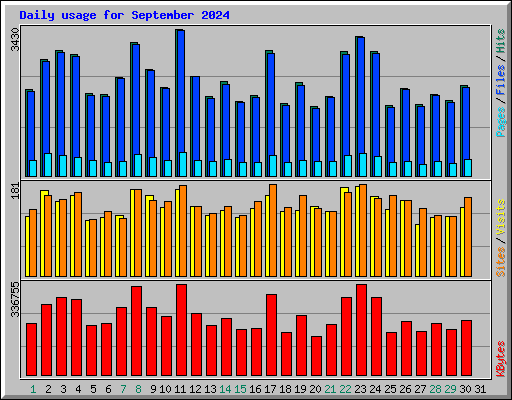 Daily usage for September 2024
3430
Pages / Files / Hits
181
Sites / Visits
336755
KBytes
1 2 3 4 5 6 7 8 9 10 11 12 13 14 15 16 17 18 19 20 21 22 23 24 25 26 27 28 29 30 31